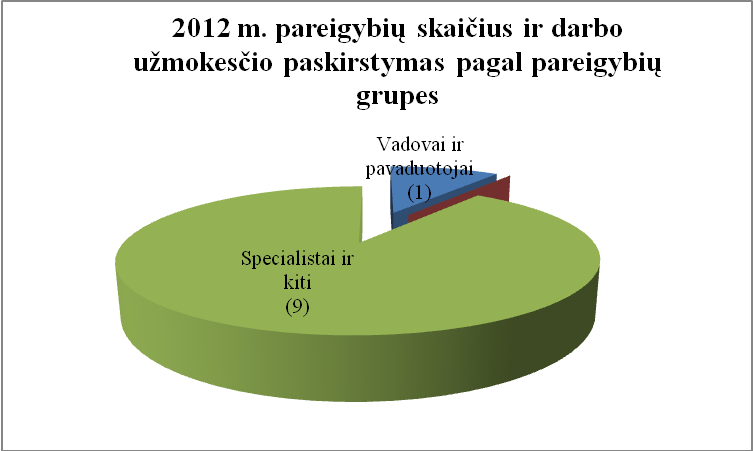 2012 m. pareigybių skaičius ir darbo
užmokesčio paskirstymas pagal pareigybių
grupes
Vadovai ir
pavaduotojai
(1)
Specialistai ir
kiti
(9)